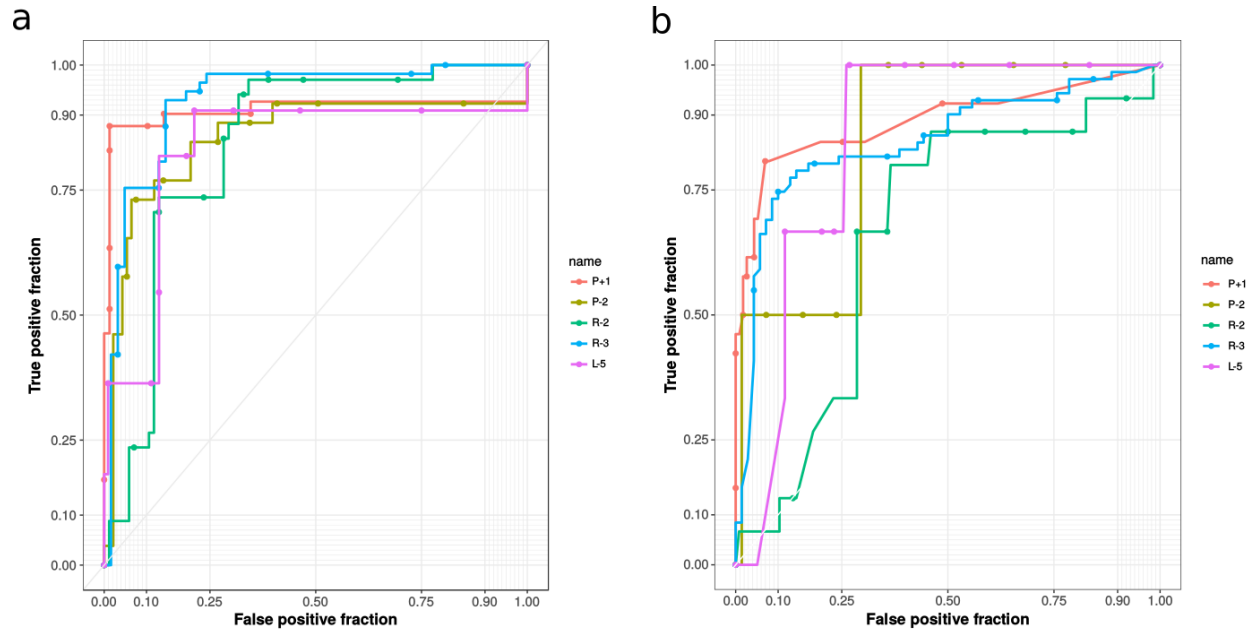 a
1.00
0.90
0.75
0.50
0.25
0.10
0.00
True positive fraction
0.00 0.10 0.25 0.50 0.75 0.90 1.00
False positive fraction
name
P+1
P-2
R-2
R-3
L-5
b
1.00
0.90
0.75
0.50
0.25
0.10
0.00
True positive fraction
0.00 0.10 0.25 0.50 0.75 0.90 1.00
False positive fraction
name
P+1
P-2
R-2
R-3
L-5